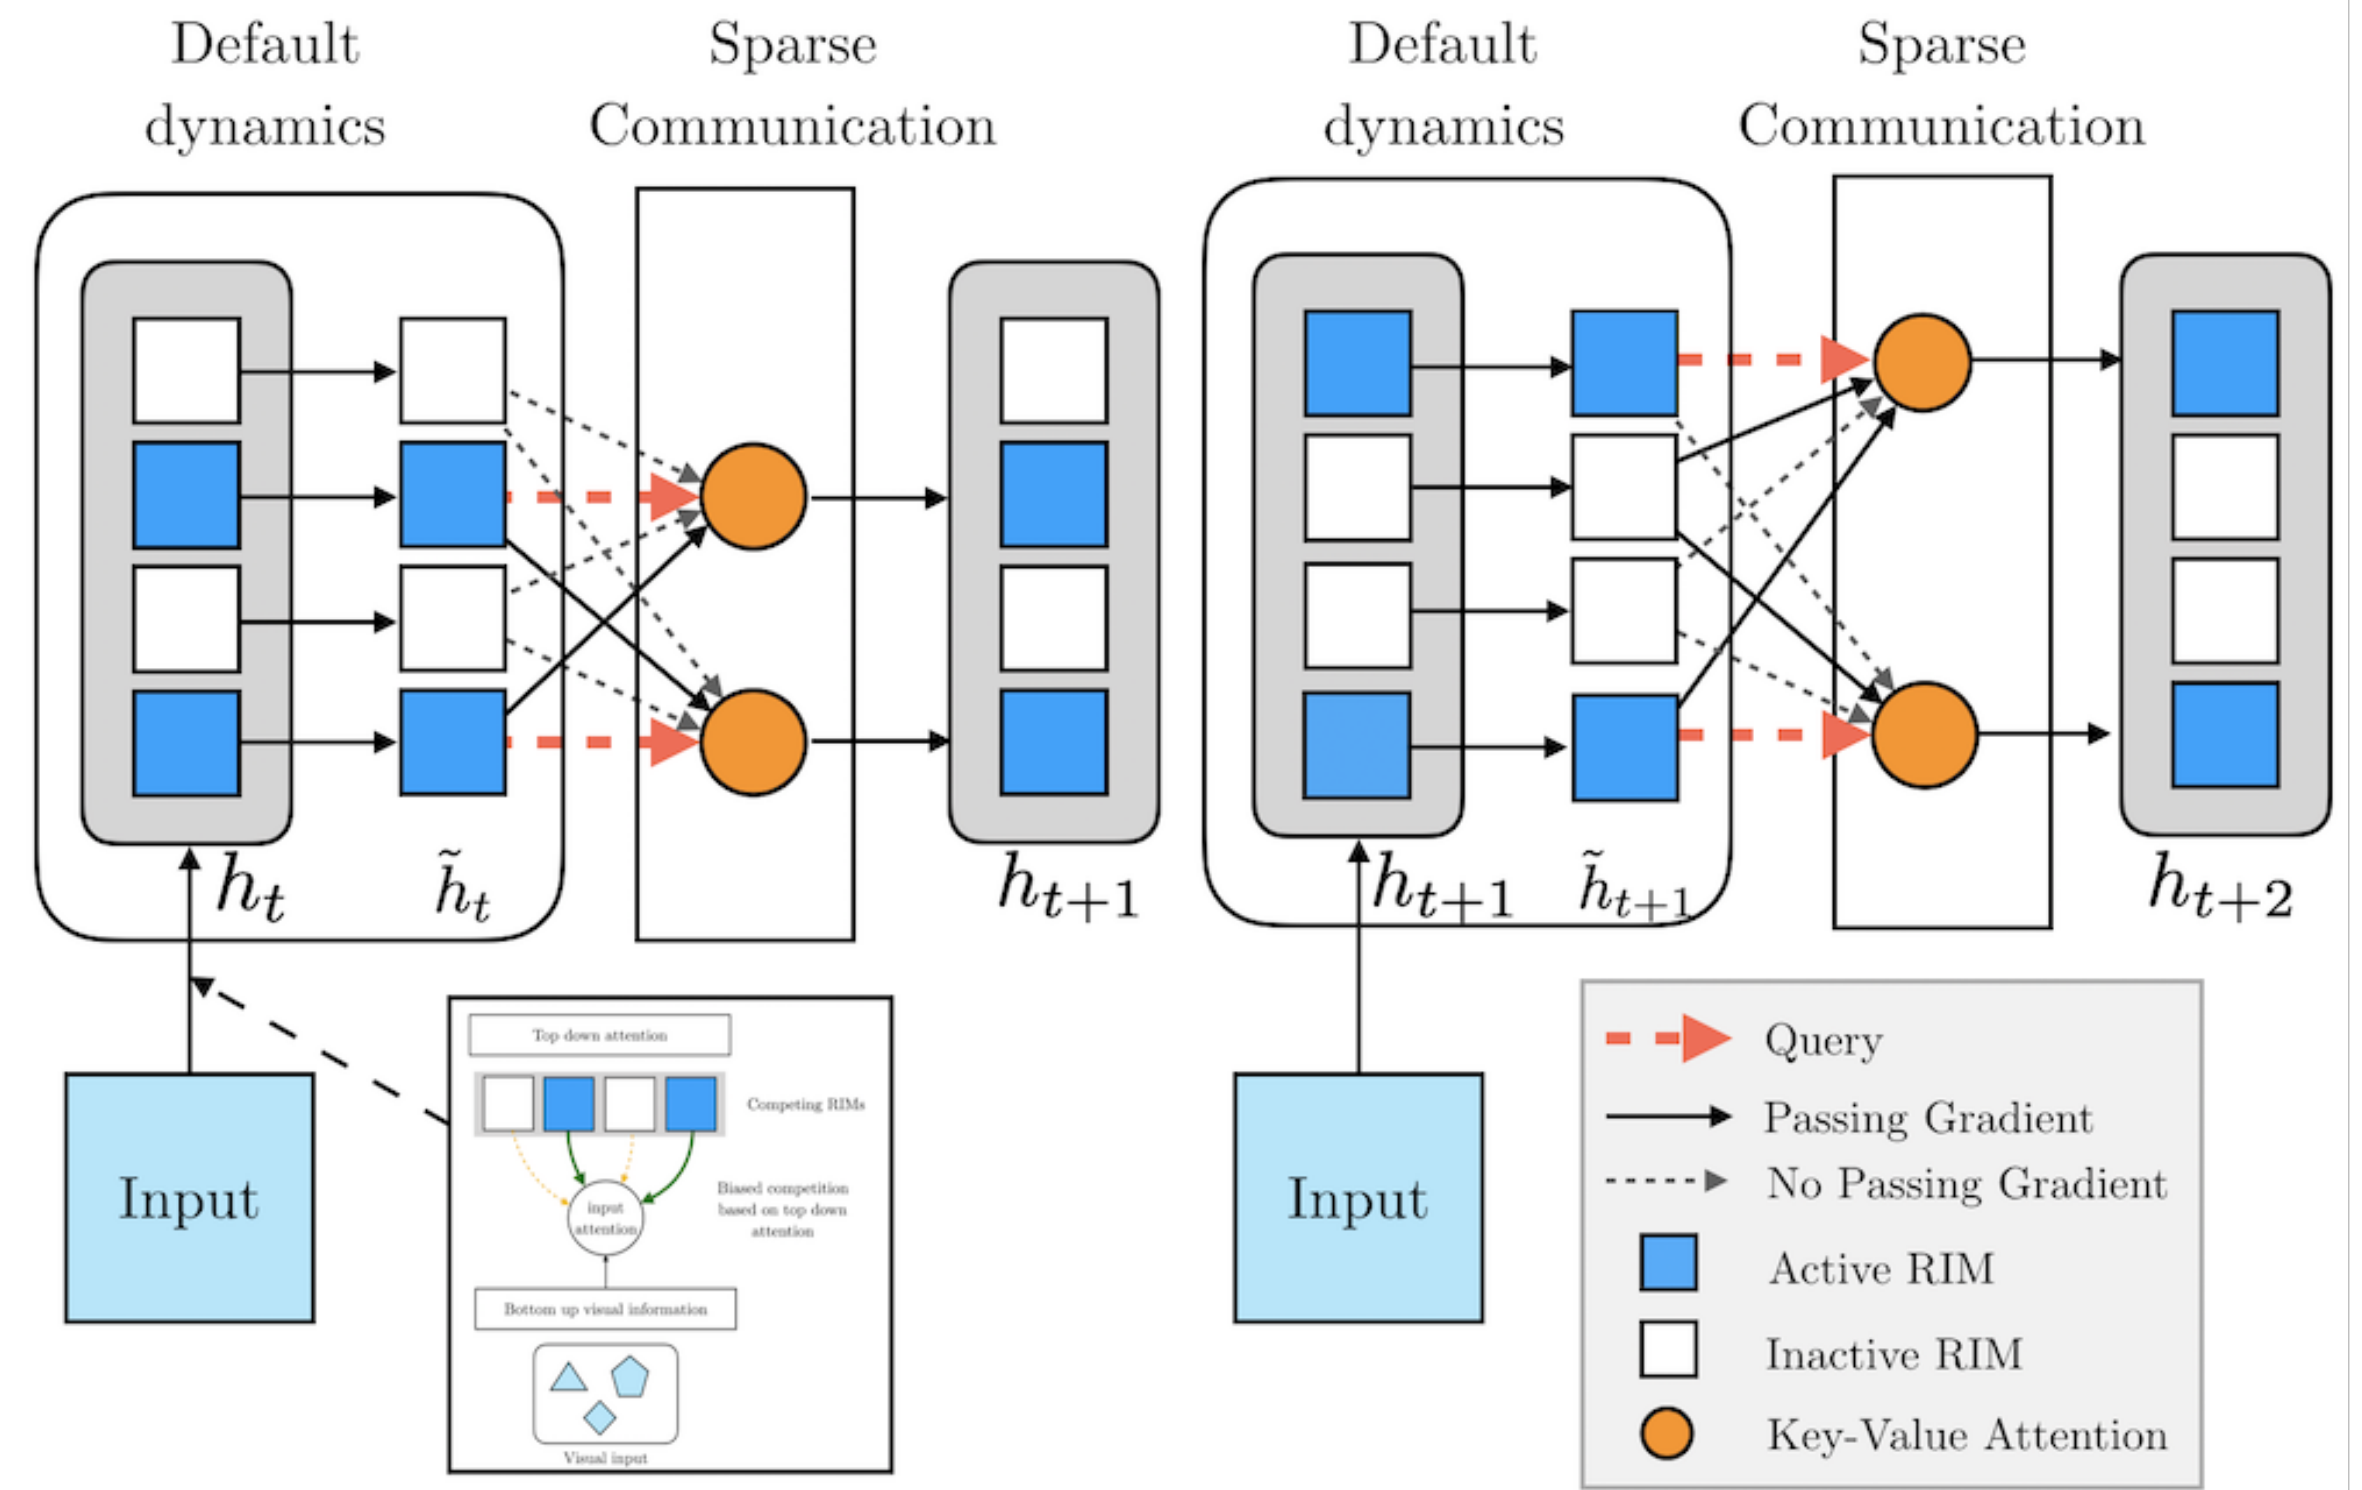 Default
dynamics
Sparse
Communication
Default
dynamics
Sparse
Communication
h_t
h̃_t
h_{t+1}
h_{t+1}
h̃_{t+1}
h_{t+2}
Input
Top down attention
Competing RIMs
Biased competition
based on top down
attention
input
attention
Bottom up visual information
Visual input
Input
Query
Passing Gradient
No Passing Gradient
Active RIM
Inactive RIM
Key-Value Attention